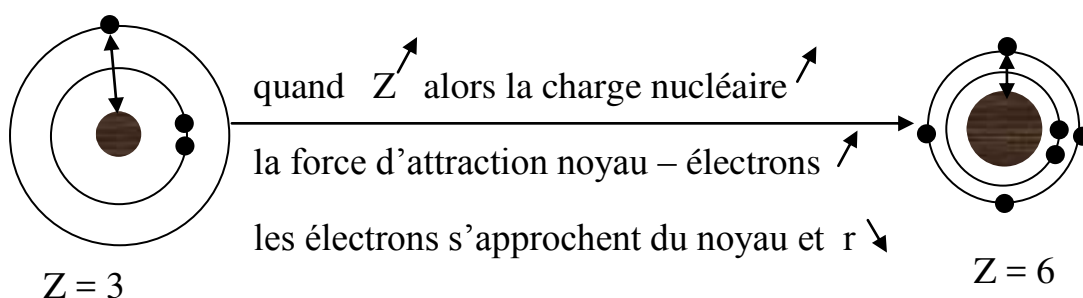 quand Z↗ alors la charge nucléaire ↗
la force d’attraction noyau – électrons ↗
les électrons s’approchent du noyau et r ↘
Z = 3
Z = 6